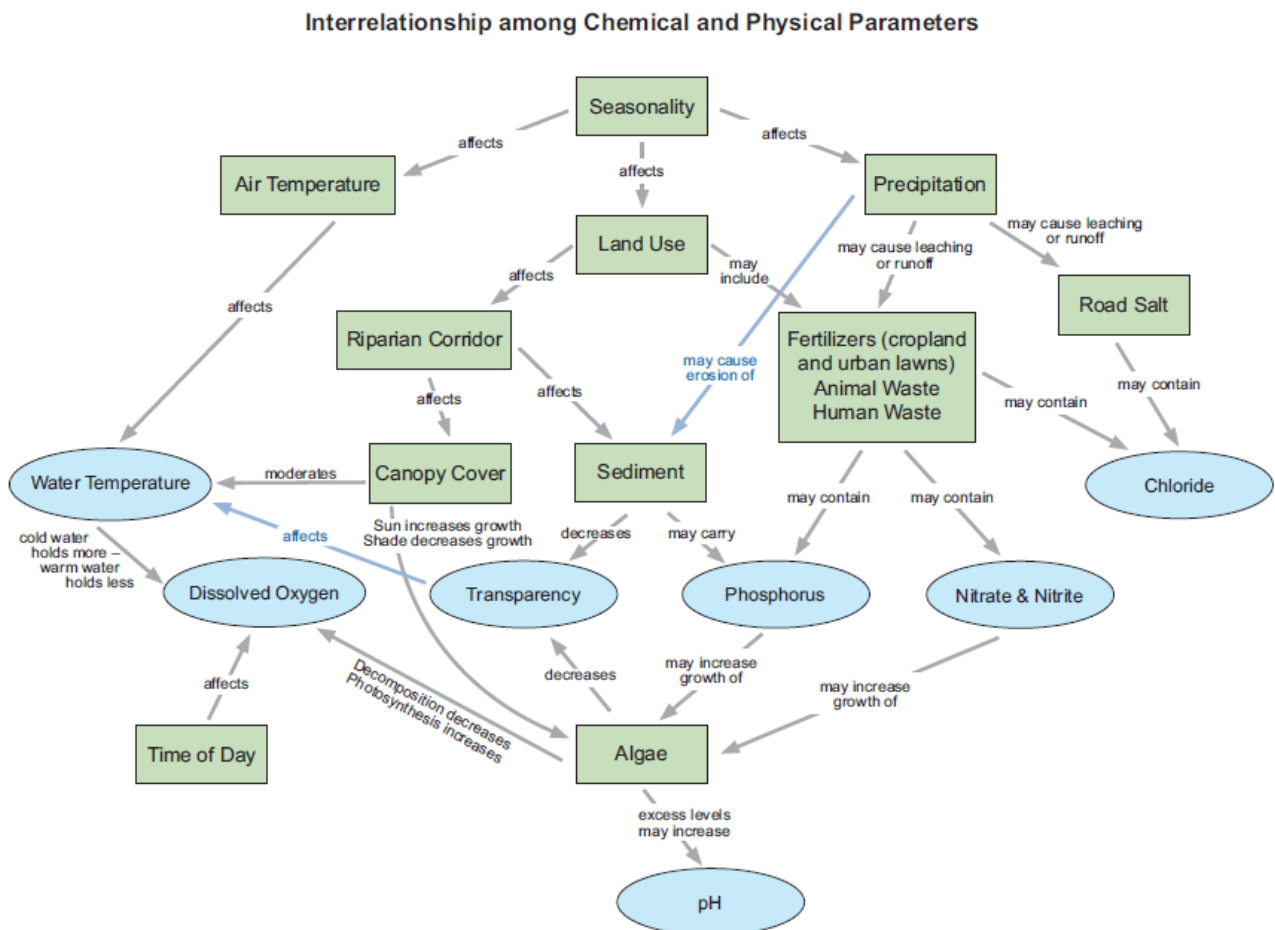 Interrelationship among Chemical and Physical Parameters
Seasonality
affects
affects
affects
Air Temperature
Precipitation
Land Use
may cause leaching
or runoff
may cause leaching
or runoff
affects
may
include
affects
Road Salt
Riparian Corridor
Fertilizers (cropland
and urban lawns)
Animal Waste
Human Waste
may cause
erosion of
affects
affects
may contain
may contain
Water Temperature
moderates
Canopy Cover
Sediment
Chloride
may contain
may contain
Sun increases growth
Shade decreases growth
affects
decreases
may carry
cold water
holds more –
warm water
holds less
Dissolved Oxygen
Transparency
Phosphorus
Nitrate & Nitrite
affects
Decomposition decreases
Photosynthesis increases
decreases
may increase
growth of
may increase
growth of
Time of Day
Algae
excess levels
may increase
pH